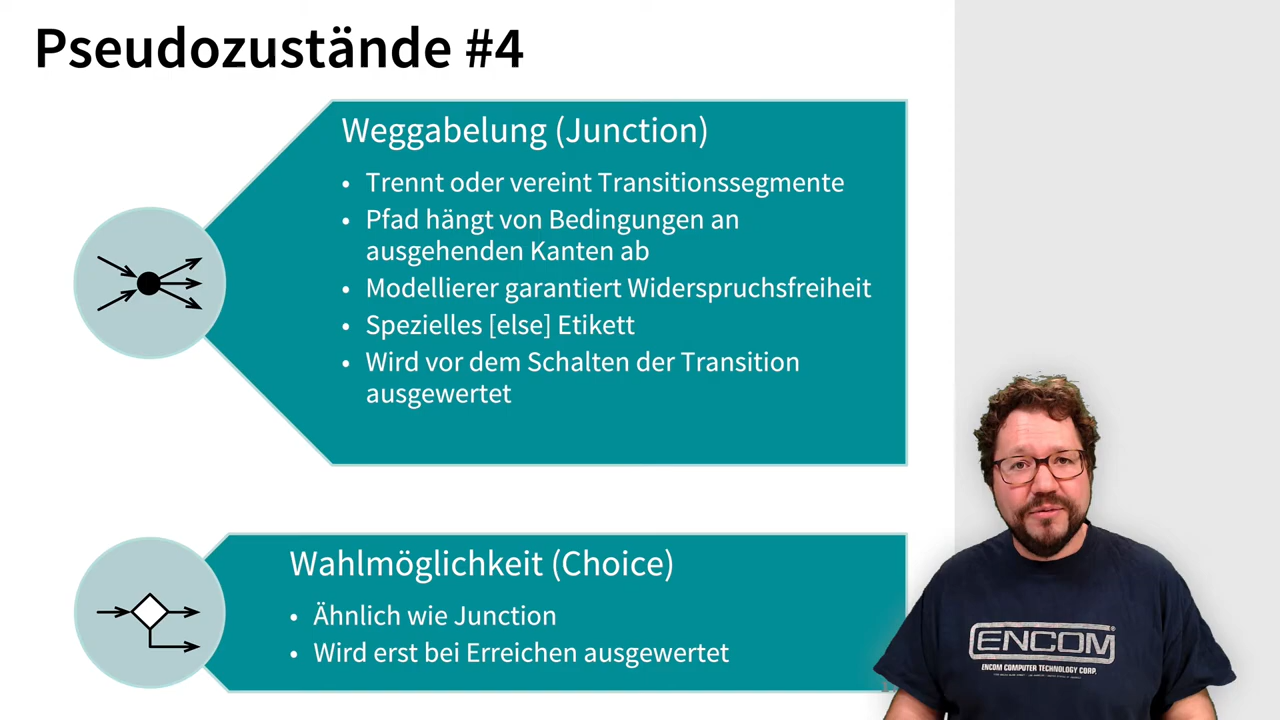 Pseudozustände #4
Weggabelung (Junction)
• Trennt oder vereint Transitionssegmente
• Pfad hängt von Bedingungen an
ausgehenden Kanten ab
• Modellierer garantiert Widerspruchsfreiheit
• Spezielles [else] Etikett
• Wird vor dem Schalten der Transition
ausgewertet
Wahlmöglichkeit (Choice)
• Ähnlich wie Junction
• Wird erst bei Erreichen ausgewertet
ENCOM®
ENCOM COMPUTER TECHNOLOGY CORP.